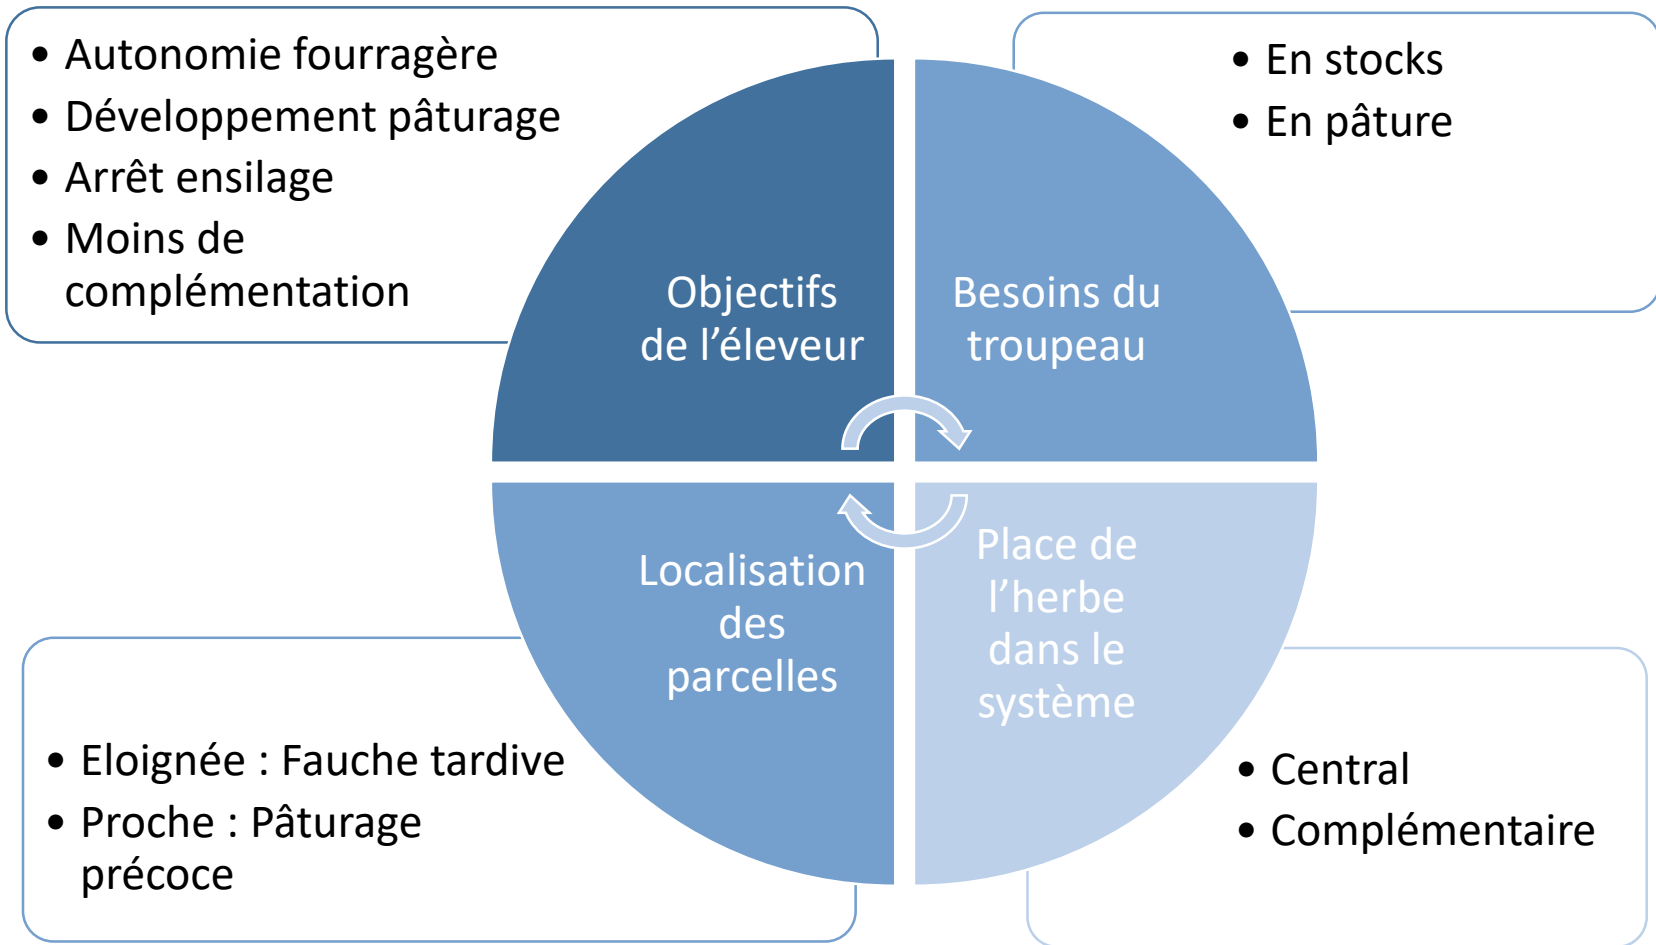 • Autonomie fourragère
• Développement pâturage
• Arrêt ensilage
• Moins de
complémentation
• En stocks
• En pâture
Objectifs
de l’éleveur
Besoins du
troupeau
Localisation
des
parcelles
Place de
l’herbe
dans le
système
• Eloignée : Fauche tardive
• Proche : Pâturage
précoce
• Central
• Complémentaire